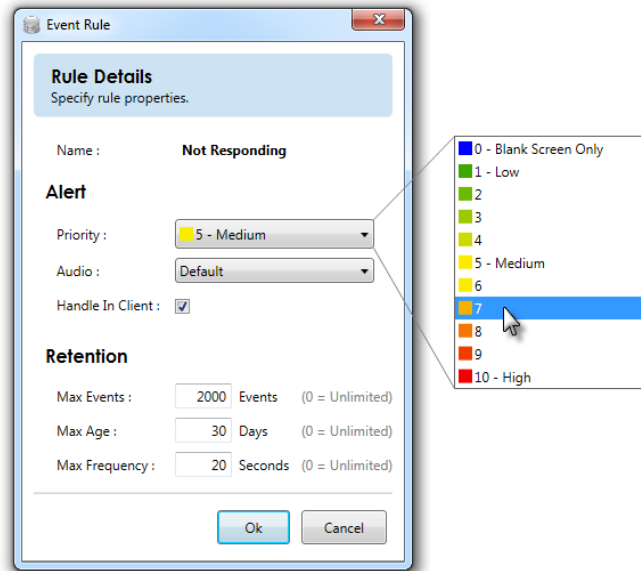 Event Rule
Rule Details
Specify rule properties.
Name : Not Responding
Alert
Priority : 5 - Medium
Audio : Default
Handle In Client :
Retention
Max Events : 2000 Events (0 = Unlimited)
Max Age : 30 Days (0 = Unlimited)
Max Frequency : 20 Seconds (0 = Unlimited)
Ok Cancel
0 - Blank Screen Only
1 - Low
2
3
4
5 - Medium
6
7
8
9
10 - High